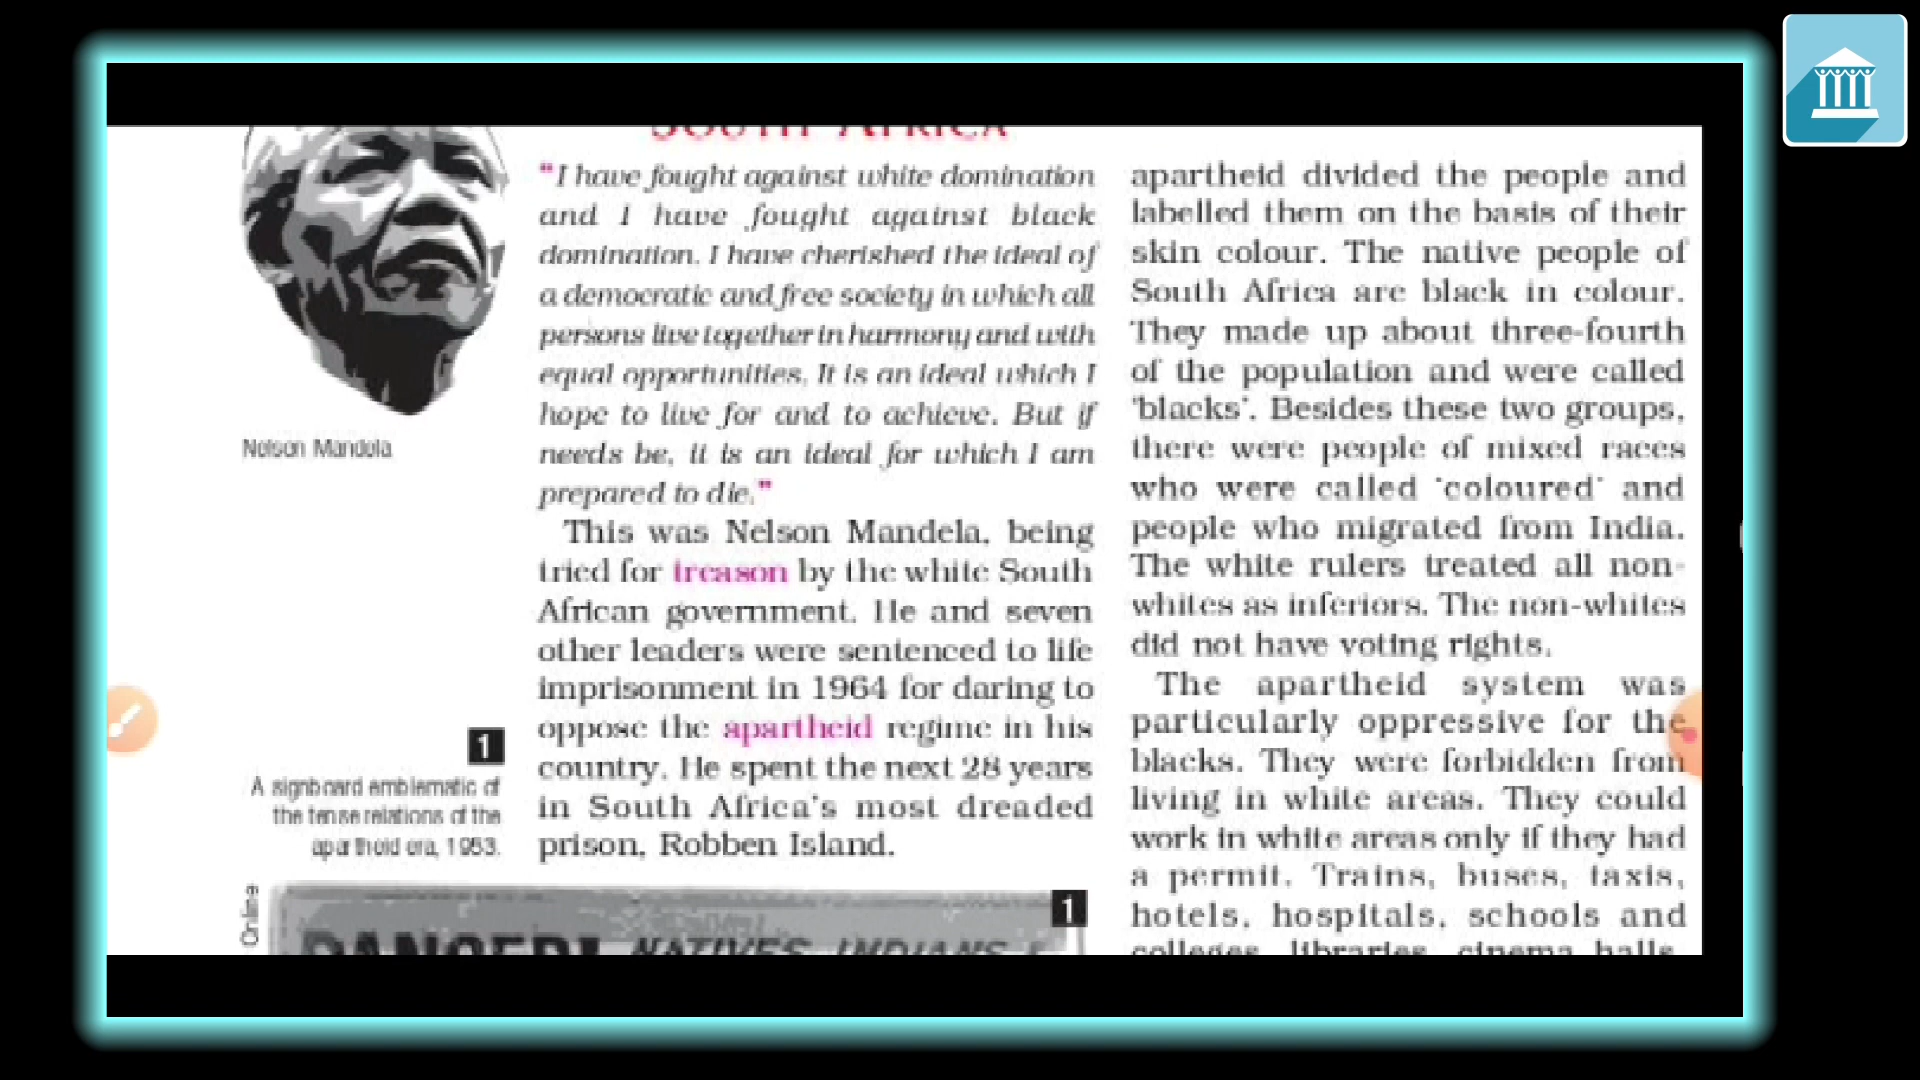 SOUTH AFRICA
"I have fought against white domination
and I have fought against black
domination. I have cherished the ideal of
a democratic and free society in which all
persons live together in harmony and with
equal opportunities. It is an ideal which I
hope to live for and to achieve. But if
needs be, it is an ideal for which I am
prepared to die."
This was Nelson Mandela, being
tried for treason by the white South
African government. He and seven
other leaders were sentenced to life
imprisonment in 1964 for daring to
oppose the apartheid regime in his
country. He spent the next 28 years
in South Africa's most dreaded
prison, Robben Island.
Nelson Mandela
1
A signboard emblematic of
the tense relations of the
apartheid era, 1953.
Online
1
DANGER! NATIVES, INDIANS
apartheid divided the people and
labelled them on the basis of their
skin colour. The native people of
South Africa are black in colour.
They made up about three-fourth
of the population and were called
'blacks'. Besides these two groups,
there were people of mixed races
who were called 'coloured' and
people who migrated from India.
The white rulers treated all non-
whites as inferiors. The non-whites
did not have voting rights.
The apartheid system was
particularly oppressive for the
blacks. They were forbidden from
living in white areas. They could
work in white areas only if they had
a permit. Trains, buses, taxis,
hotels, hospitals, schools and
colleges, libraries, cinema halls,